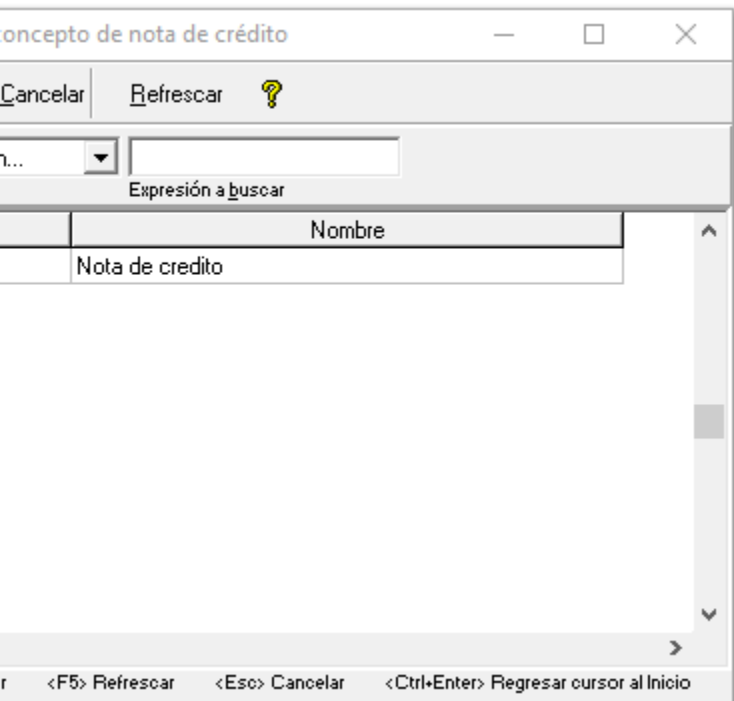 concepto de nota de crédito
Cancelar Refrescar
n...
Expresión a buscar
Nombre
Nota de credito
r <F5> Refrescar <Esc> Cancelar <Ctrl+Enter> Regresar cursor al Inicio